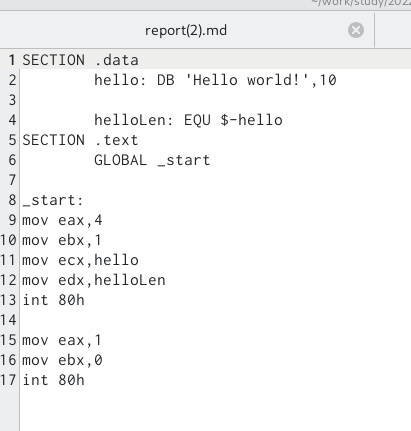 ~/work/study/202
report(2).md
1 SECTION .data
2 hello: DB 'Hello world!',10
3
4 helloLen: EQU $-hello
5 SECTION .text
6 GLOBAL _start
7
8 _start:
9 mov eax,4
10 mov ebx,1
11 mov ecx,hello
12 mov edx,helloLen
13 int 80h
14
15 mov eax,1
16 mov ebx,0
17 int 80h